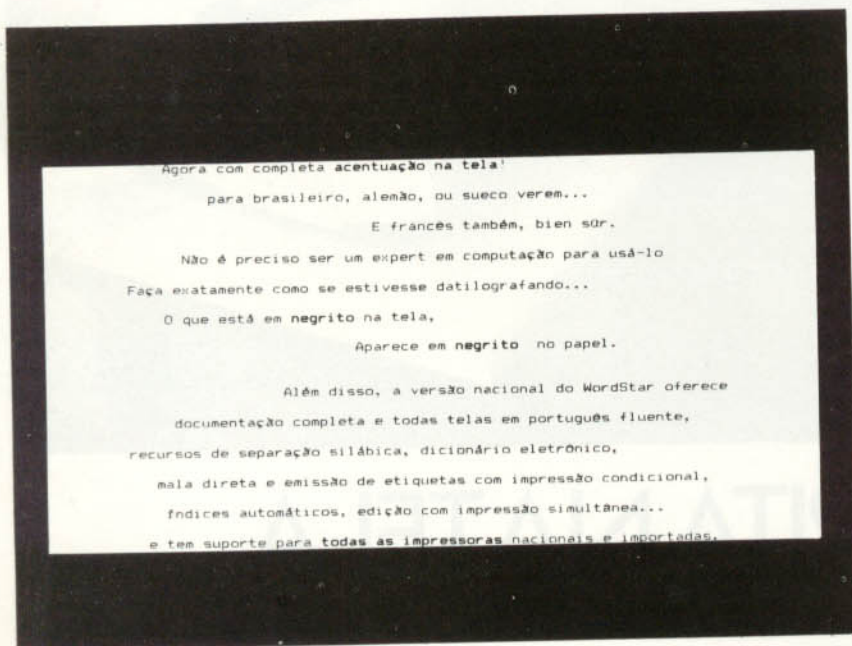 Agora com completa acentuação na tela!
para brasileiro, alemão, ou sueco verem...
E francês também, bien sûr.
Não é preciso ser um expert em computação para usá-lo
Faça exatamente como se estivesse datilografando...
O que está em negrito na tela,
Aparece em negrito no papel.
Além disso, a versão nacional do WordStar oferece
documentação completa e todas telas em português fluente,
recursos de separação silábica, dicionário eletrônico,
mala direta e emissão de etiquetas com impressão condicional,
índices automáticos, edição com impressão simultânea...
e tem suporte para todas as impressoras nacionais e importadas.